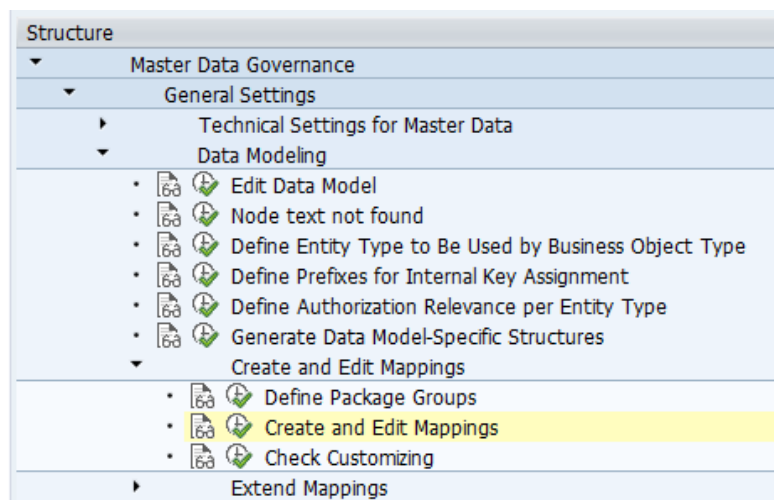 Structure
Master Data Governance
General Settings
Technical Settings for Master Data
Data Modeling
Edit Data Model
Node text not found
Define Entity Type to Be Used by Business Object Type
Define Prefixes for Internal Key Assignment
Define Authorization Relevance per Entity Type
Generate Data Model-Specific Structures
Create and Edit Mappings
Define Package Groups
Create and Edit Mappings
Check Customizing
Extend Mappings